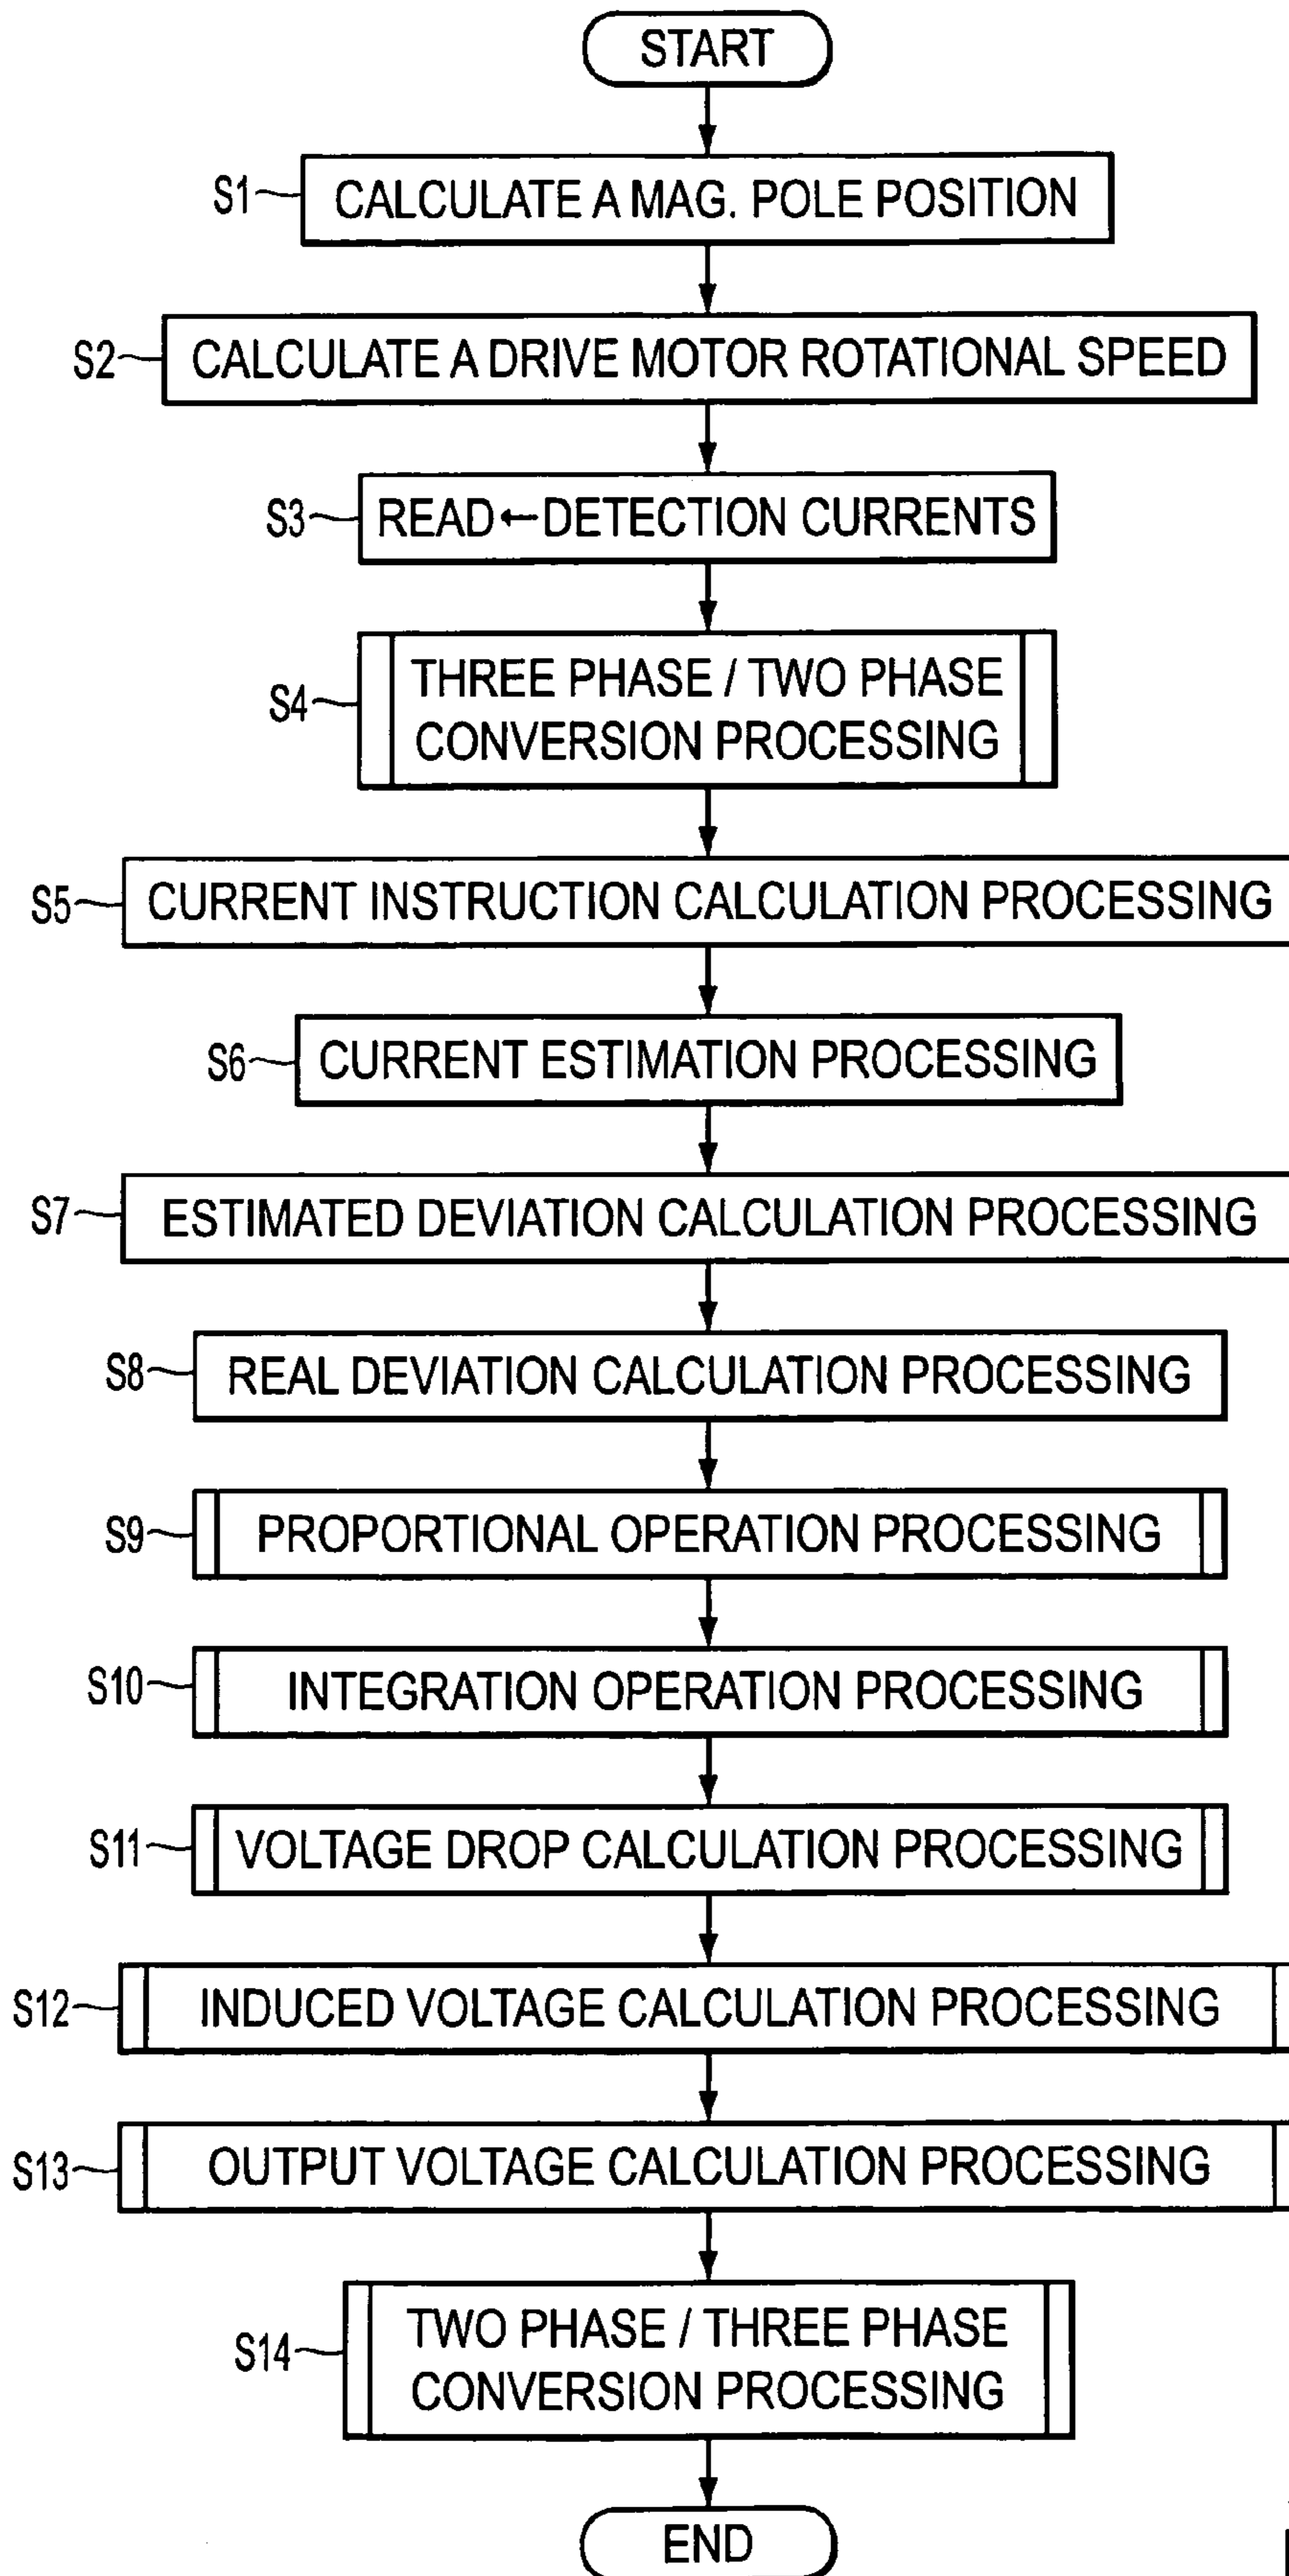 START
S1 CALCULATE A MAG. POLE POSITION
S2 CALCULATE A DRIVE MOTOR ROTATIONAL SPEED
S3 READ←DETECTION CURRENTS
S4 THREE PHASE / TWO PHASE
CONVERSION PROCESSING
S5 CURRENT INSTRUCTION CALCULATION PROCESSING
S6 CURRENT ESTIMATION PROCESSING
S7 ESTIMATED DEVIATION CALCULATION PROCESSING
S8 REAL DEVIATION CALCULATION PROCESSING
S9 PROPORTIONAL OPERATION PROCESSING
S10 INTEGRATION OPERATION PROCESSING
S11 VOLTAGE DROP CALCULATION PROCESSING
S12 INDUCED VOLTAGE CALCULATION PROCESSING
S13 OUTPUT VOLTAGE CALCULATION PROCESSING
S14 TWO PHASE / THREE PHASE
CONVERSION PROCESSING
END